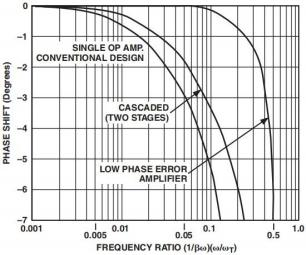 0
–1
–2
–3
–4
–5
–6
–7
PHASE SHIFT (Degrees)
SINGLE OP AMP.
CONVENTIONAL DESIGN
CASCADED
(TWO STAGES)
LOW PHASE ERROR
AMPLIFIER
0.001 0.005 0.01 0.05 0.1 0.5 1.0
FREQUENCY RATIO (1/βω)(ω/ωT)